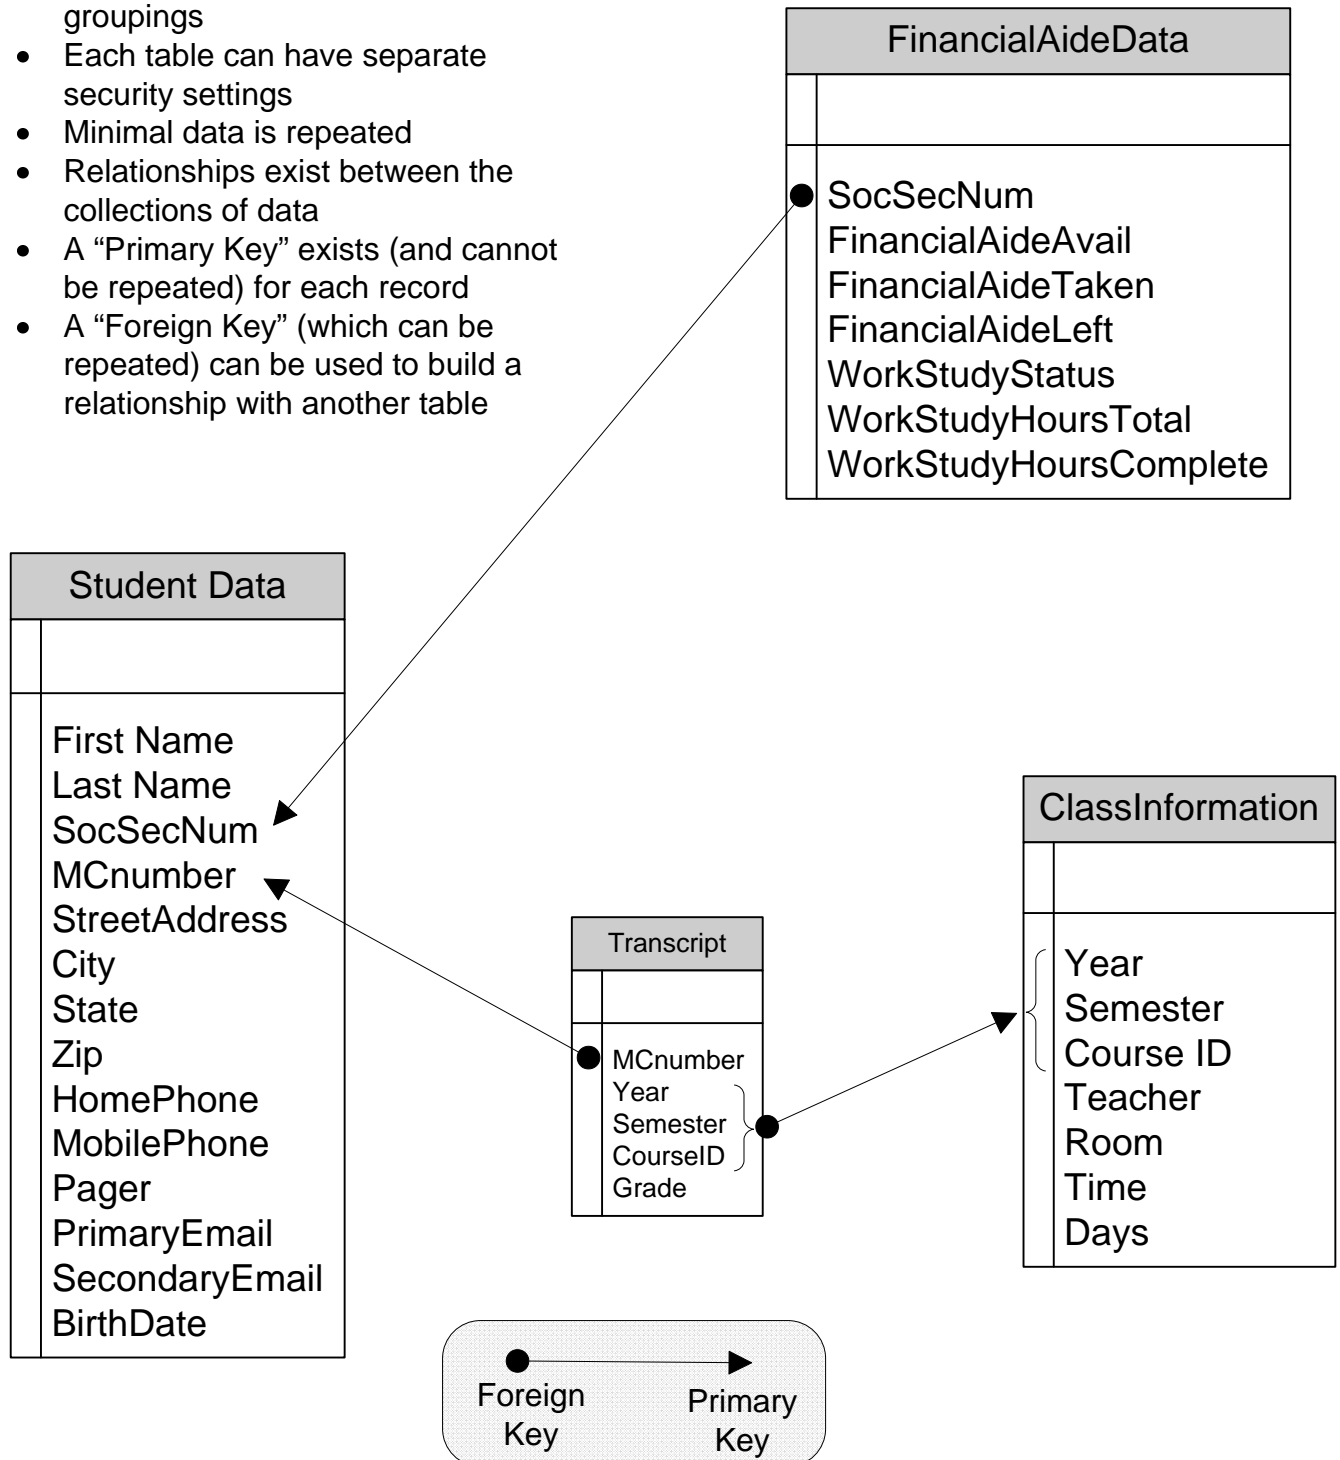 groupings
• Each table can have separate
security settings
• Minimal data is repeated
• Relationships exist between the
collections of data
• A “Primary Key” exists (and cannot
be repeated) for each record
• A “Foreign Key” (which can be
repeated) can be used to build a
relationship with another table
FinancialAideData
SocSecNum
FinancialAideAvail
FinancialAideTaken
FinancialAideLeft
WorkStudyStatus
WorkStudyHoursTotal
WorkStudyHoursComplete
Student Data
First Name
Last Name
SocSecNum
MCnumber
StreetAddress
City
State
Zip
HomePhone
MobilePhone
Pager
PrimaryEmail
SecondaryEmail
BirthDate
Transcript
MCnumber
Year
Semester
CourseID
Grade
ClassInformation
Year
Semester
Course ID
Teacher
Room
Time
Days
Foreign
Key
Primary
Key